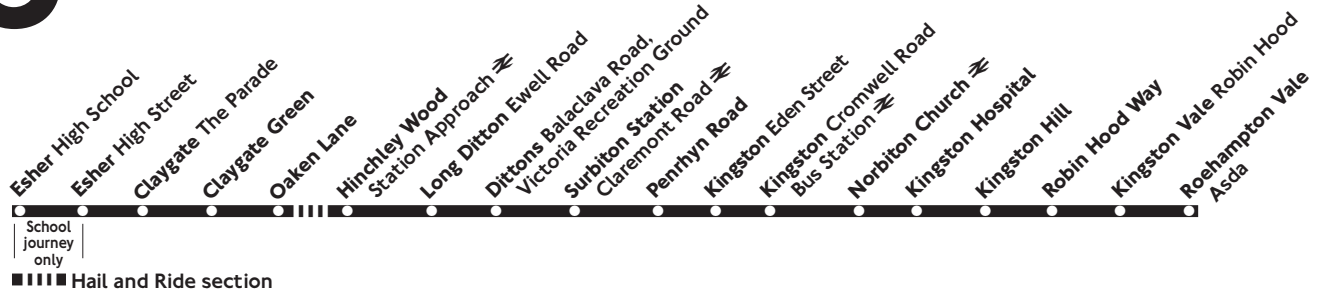 Esher High School
Esher High Street
Claygate The Parade
Claygate Green
Oaken Lane
Hinchley Wood
Station Approach
Long Ditton Ewell Road
Dittons Balaclava Road,
Victoria Recreation Ground
Surbiton Station
Claremont Road
Penrhyn Road
Kingston Eden Street
Kingston Cromwell Road
Bus Station
Norbiton Church
Kingston Hospital
Kingston Hill
Robin Hood Way
Kingston Vale Robin Hood
Roehampton Vale
Asda
School
journey
only
Hail and Ride section